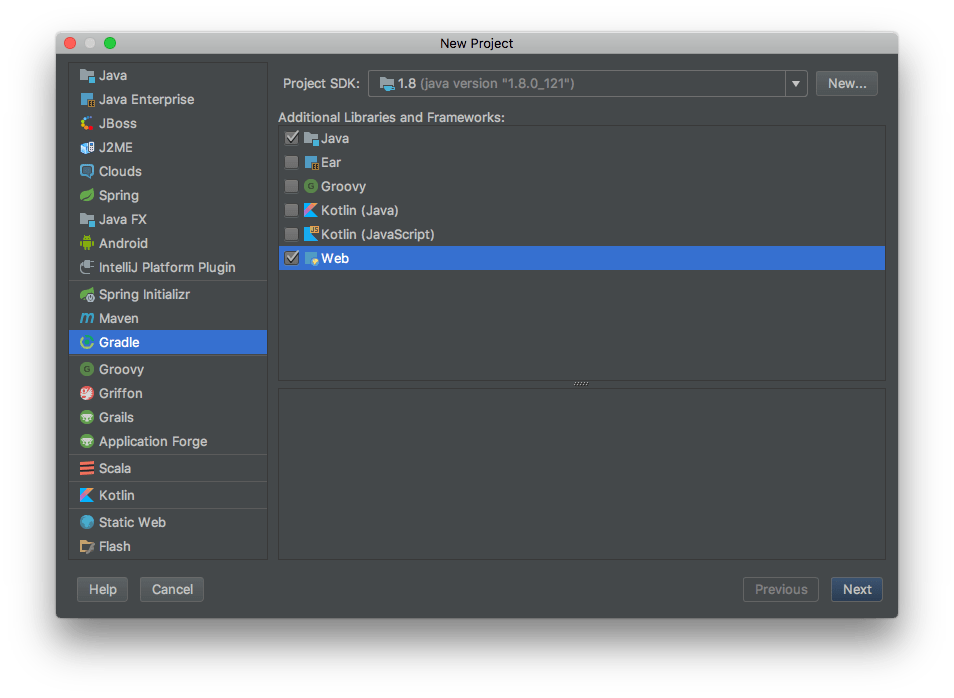 New Project
Java
Java Enterprise
JBoss
J2ME
Clouds
Spring
Java FX
Android
IntelliJ Platform Plugin
Spring Initializr
Maven
Gradle
Groovy
Griffon
Grails
Application Forge
Scala
Kotlin
Static Web
Flash
Project SDK: 1.8 (java version "1.8.0_121") New...
Additional Libraries and Frameworks:
Java
Ear
Groovy
Kotlin (Java)
Kotlin (JavaScript)
Web
Help Cancel Previous Next